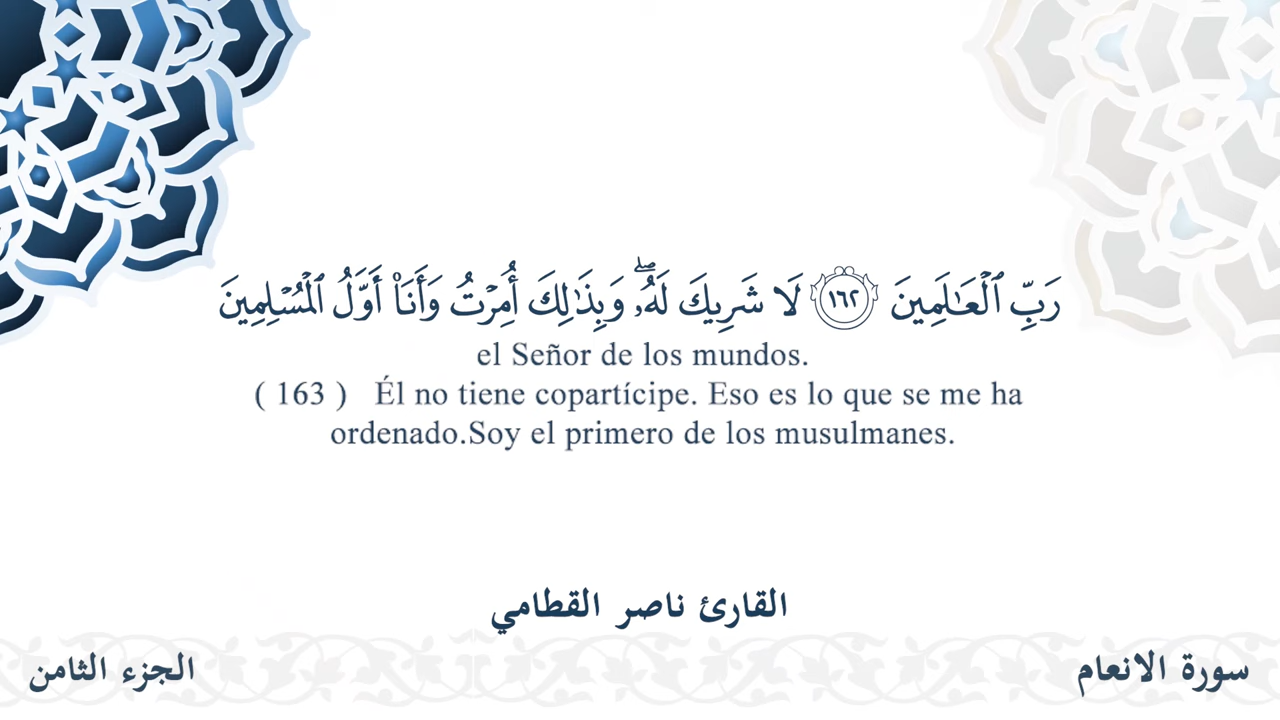 رَبِّ ٱلۡعَٰلَمِينَ ١٦٢ لَا شَرِيكَ لَهُۥۖ وَبِذَٰلِكَ أُمِرۡتُ وَأَنَا۠ أَوَّلُ ٱلۡمُسۡلِمِينَ
el Señor de los mundos.
( 163 ) Él no tiene copartícipe. Eso es lo que se me ha
ordenado.Soy el primero de los musulmanes.
القارئ ناصر القطامي
سورة الانعام
الجزء الثامن